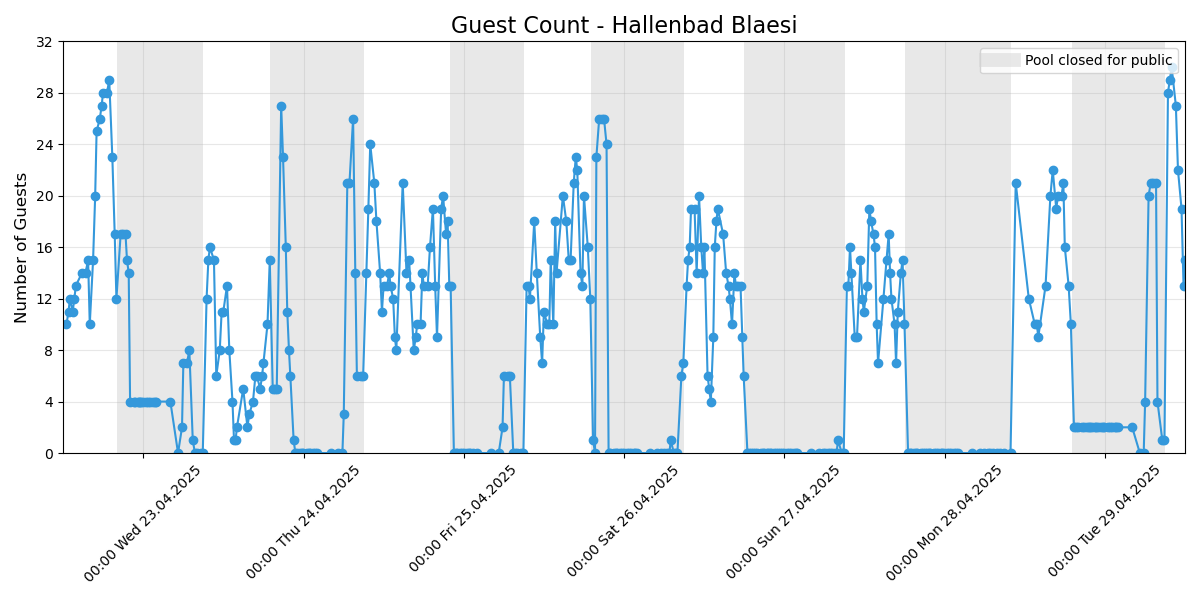 Guest Count - Hallenbad Blaesi
Pool closed for public
Number of Guests
32
28
24
20
16
12
8
4
0
00:00 Wed 23.04.2025
00:00 Thu 24.04.2025
00:00 Fri 25.04.2025
00:00 Sat 26.04.2025
00:00 Sun 27.04.2025
00:00 Mon 28.04.2025
00:00 Tue 29.04.2025